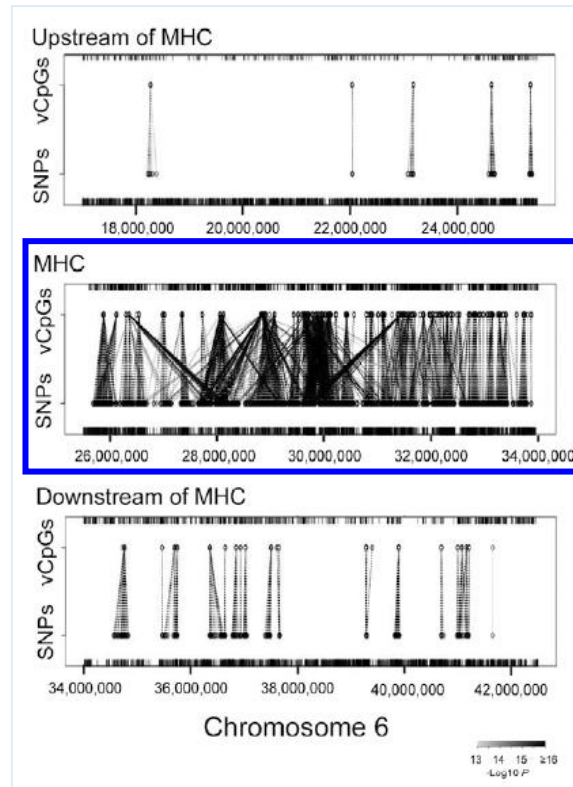 Upstream of MHC
vCpGs
SNPs
18,000,000 20,000,000 22,000,000 24,000,000
MHC
vCpGs
SNPs
26,000,000 28,000,000 30,000,000 32,000,000 34,000,000
Downstream of MHC
vCpGs
SNPs
34,000,000 36,000,000 38,000,000 40,000,000 42,000,000
Chromosome 6
13 14 15 ≥16
-Log10 P